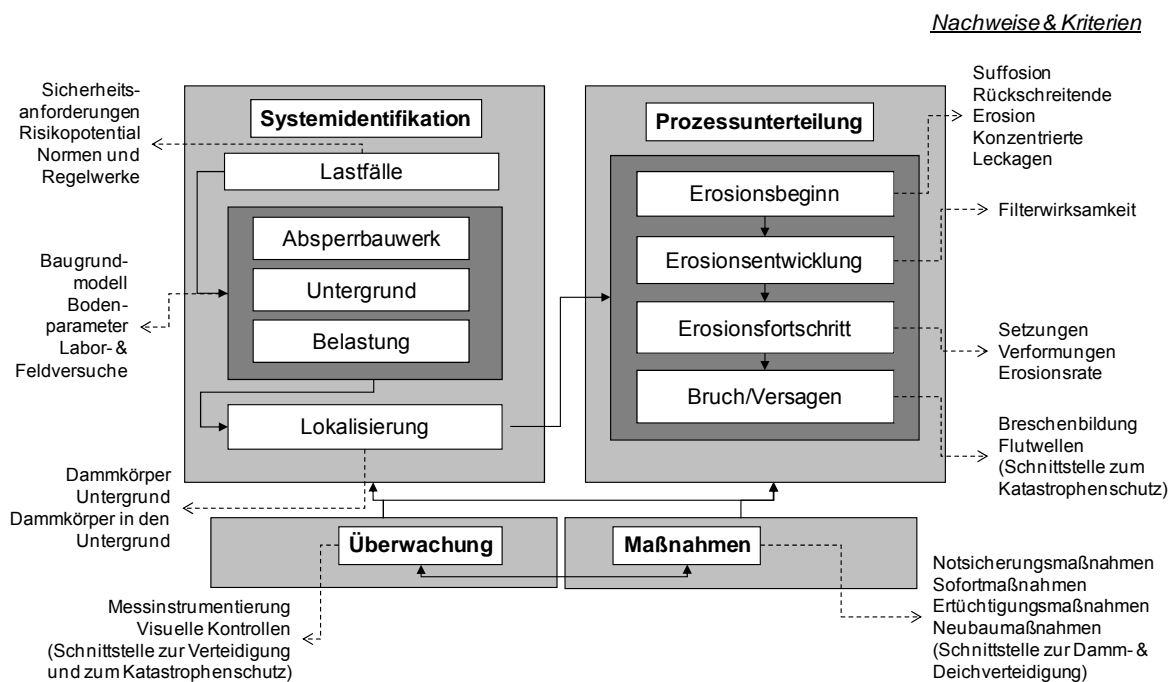 Nachweise & Kriterien
Sicherheits-
anforderungen
Risikopotential
Normen und
Regelwerke
Systemidentifikation
Lastfälle
Absperrbauwerk
Untergrund
Belastung
Lokalisierung
Baugrund-
modell
Boden-
parameter
Labor- &
Feldversuche
Dammkörper
Untergrund
Dammkörper in den
Untergrund
Prozessunterteilung
Erosionsbeginn
Erosionsentwicklung
Erosionsfortschritt
Bruch/Versagen
Suffosion
Rückschreitende
Erosion
Konzentrierte
Leckagen
Filterwirksamkeit
Setzungen
Verformungen
Erosionsrate
Breschenbildung
Flutwellen
(Schnittstelle zum
Katastrophenschutz)
Überwachung
Maßnahmen
Messinstrumentierung
Visuelle Kontrollen
(Schnittstelle zur Verteidigung
und zum Katastrophenschutz)
Notsicherungsmaßnahmen
Sofortmaßnahmen
Ertüchtigungsmaßnahmen
Neubaumaßnahmen
(Schnittstelle zur Damm- &
Deichverteidigung)